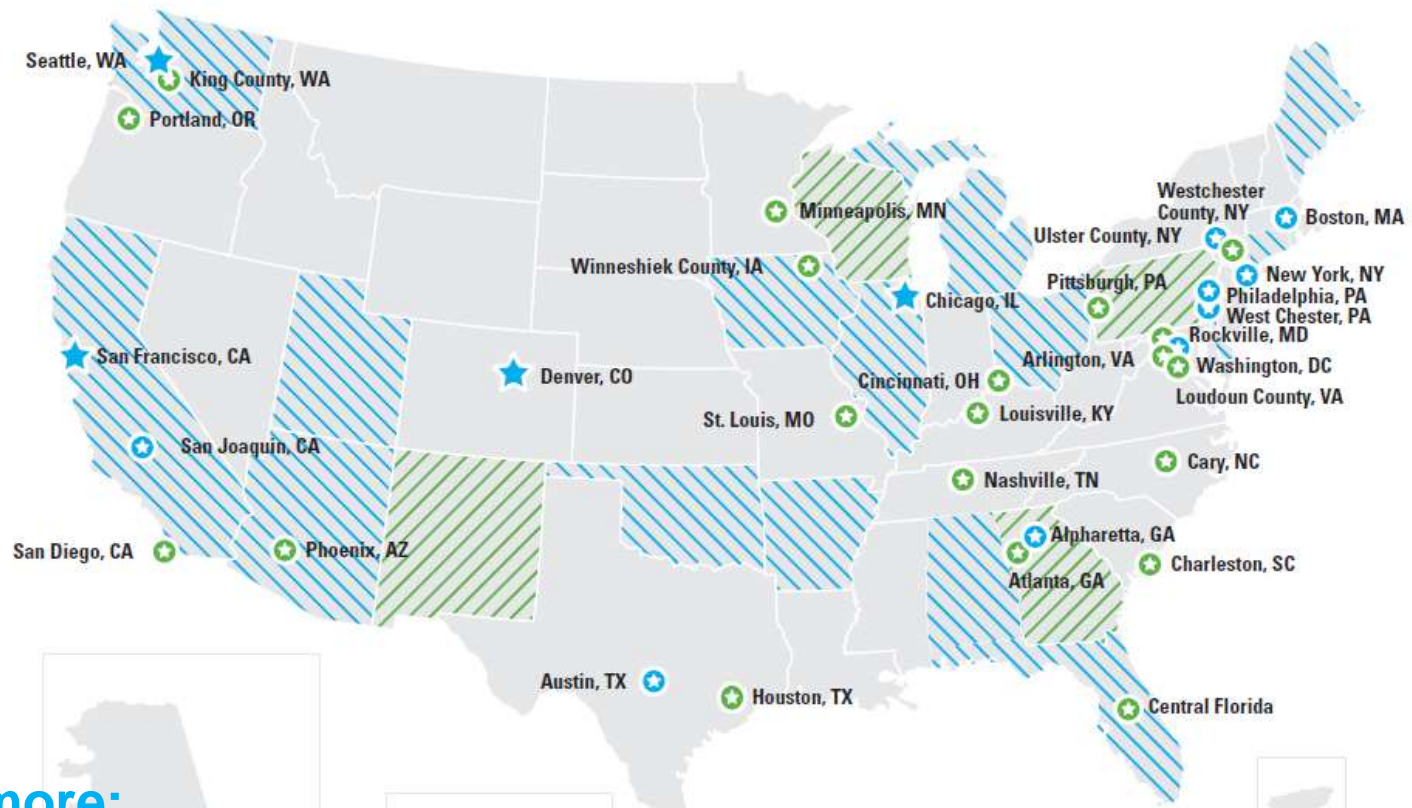 Seattle, WA
King County, WA
Portland, OR
Minneapolis, MN
Westchester
County, NY
Boston, MA
Ulster County, NY
Winneshiek County, IA
Pittsburgh, PA
New York, NY
Chicago, IL
Philadelphia, PA
West Chester, PA
Rockville, MD
San Francisco, CA
Arlington, VA
Washington, DC
Denver, CO
Cincinnati, OH
Loudoun County, VA
St. Louis, MO
Louisville, KY
San Joaquin, CA
Cary, NC
Nashville, TN
San Diego, CA
Phoenix, AZ
Alpharetta, GA
Charleston, SC
Atlanta, GA
Austin, TX
Houston, TX
Central Florida
more: